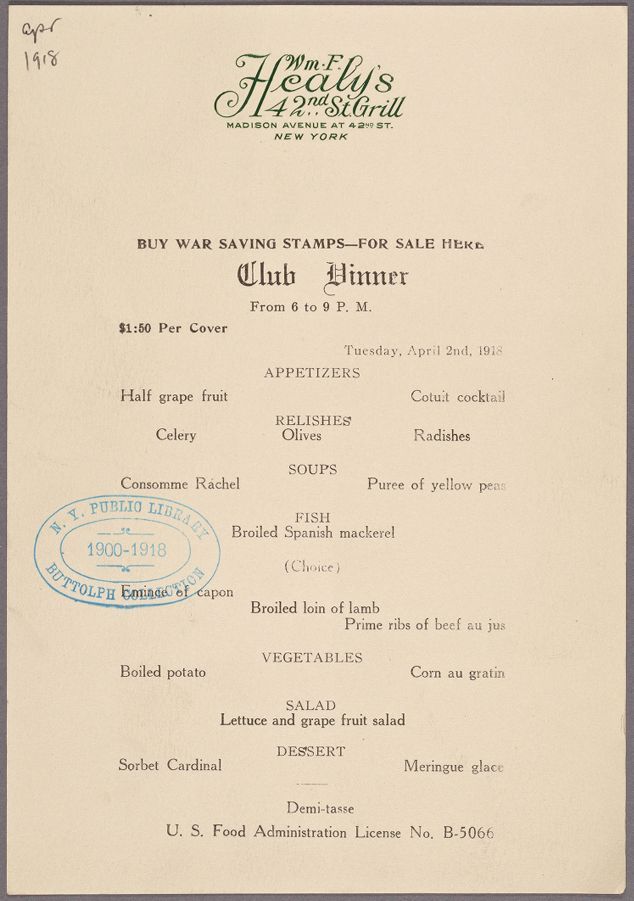 apr
1918
Wm. F.
Healy's
42nd St. Grill
MADISON AVENUE AT 42ND ST.
NEW YORK
BUY WAR SAVING STAMPS—FOR SALE HERE
Club Dinner
From 6 to 9 P. M.
$1:50 Per Cover
Tuesday, April 2nd, 1918
APPETIZERS
Half grape fruit Cotuit cocktail
RELISHES
Celery Olives Radishes
SOUPS
Consomme Rachel Puree of yellow peas
FISH
Broiled Spanish mackerel
(Choice)
Emince of capon
Broiled loin of lamb
Prime ribs of beef au jus
VEGETABLES
Boiled potato Corn au gratin
SALAD
Lettuce and grape fruit salad
DESSERT
Sorbet Cardinal Meringue glace
Demi-tasse
U. S. Food Administration License No. B-5066
N. Y. PUBLIC LIBRARY
1900-1918
BUTTOLPH COLLECTION